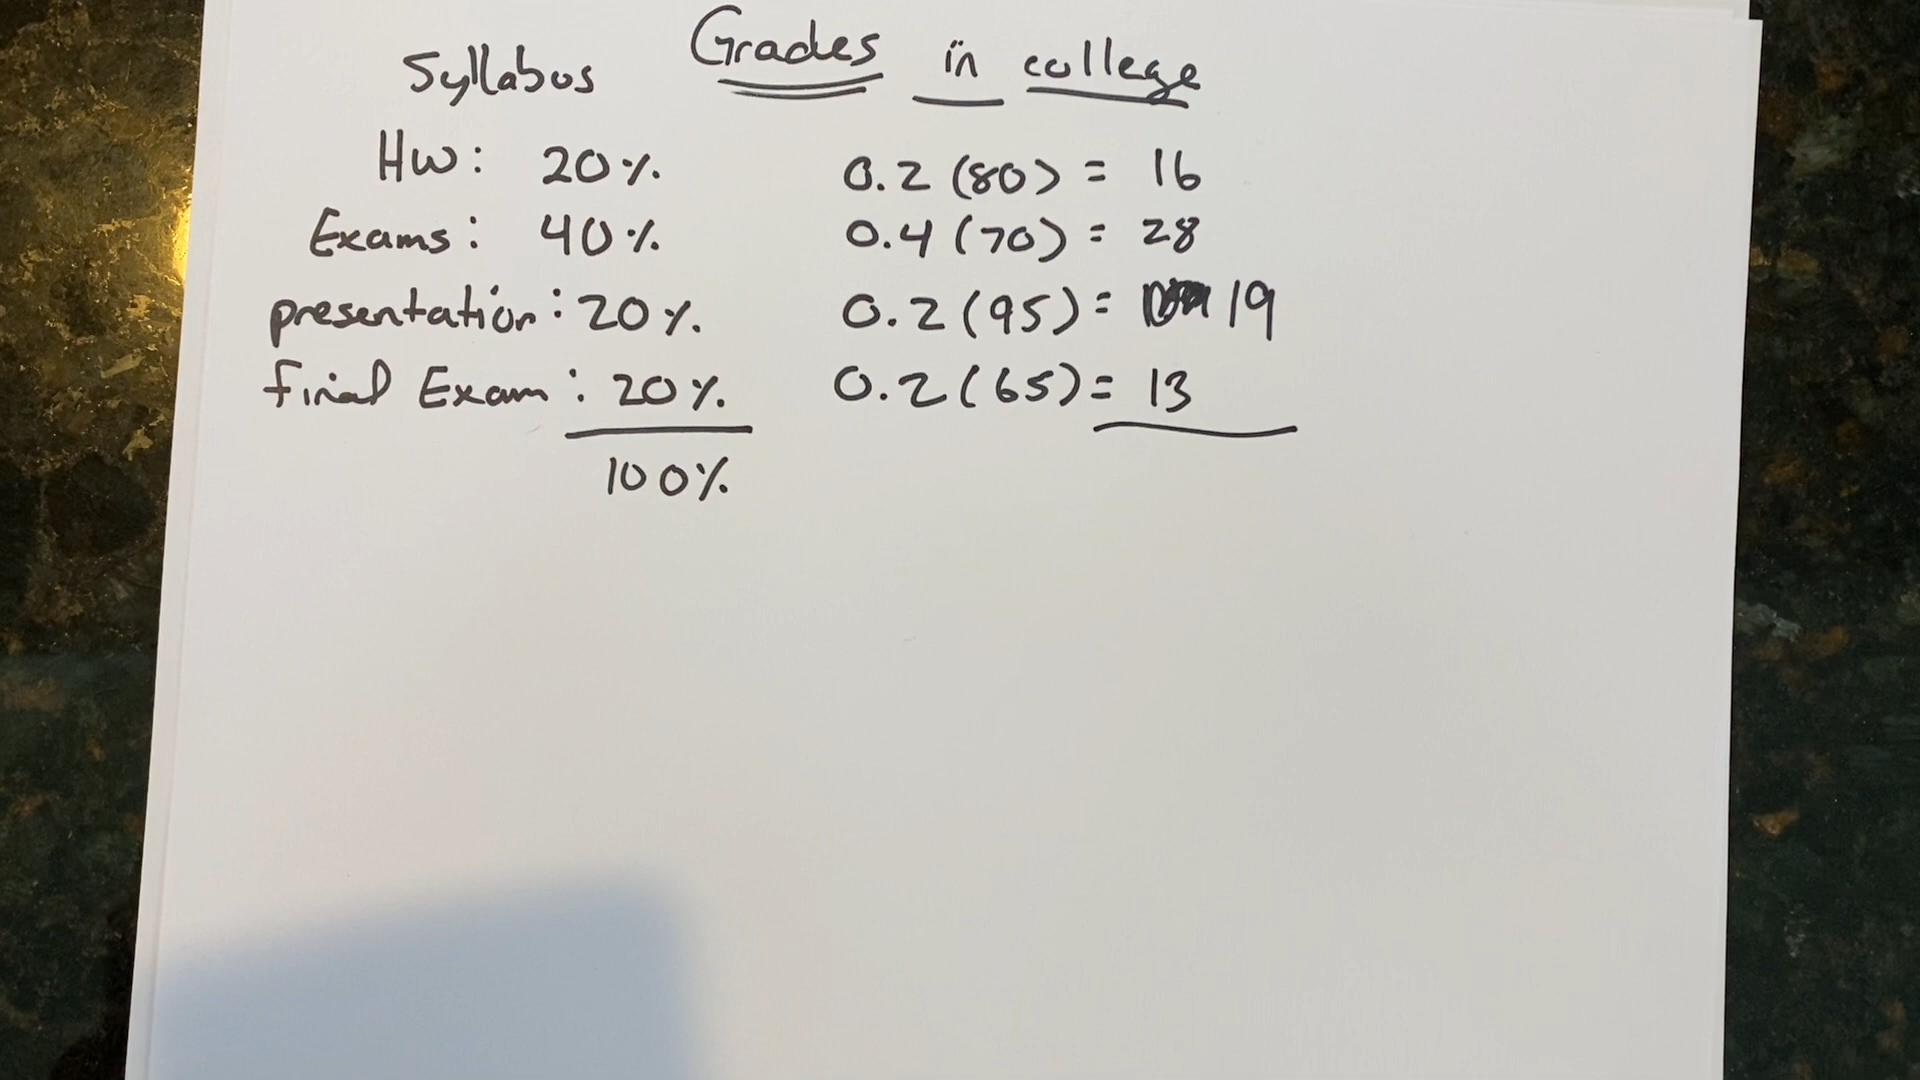 Grades in college
Syllabus
HW: 20% 0.2 (80) = 16
Exams: 40% 0.4 (70) = 28
presentation: 20% 0.2 (95) = 19
final Exam: 20% 0.2 (65) = 13
100%